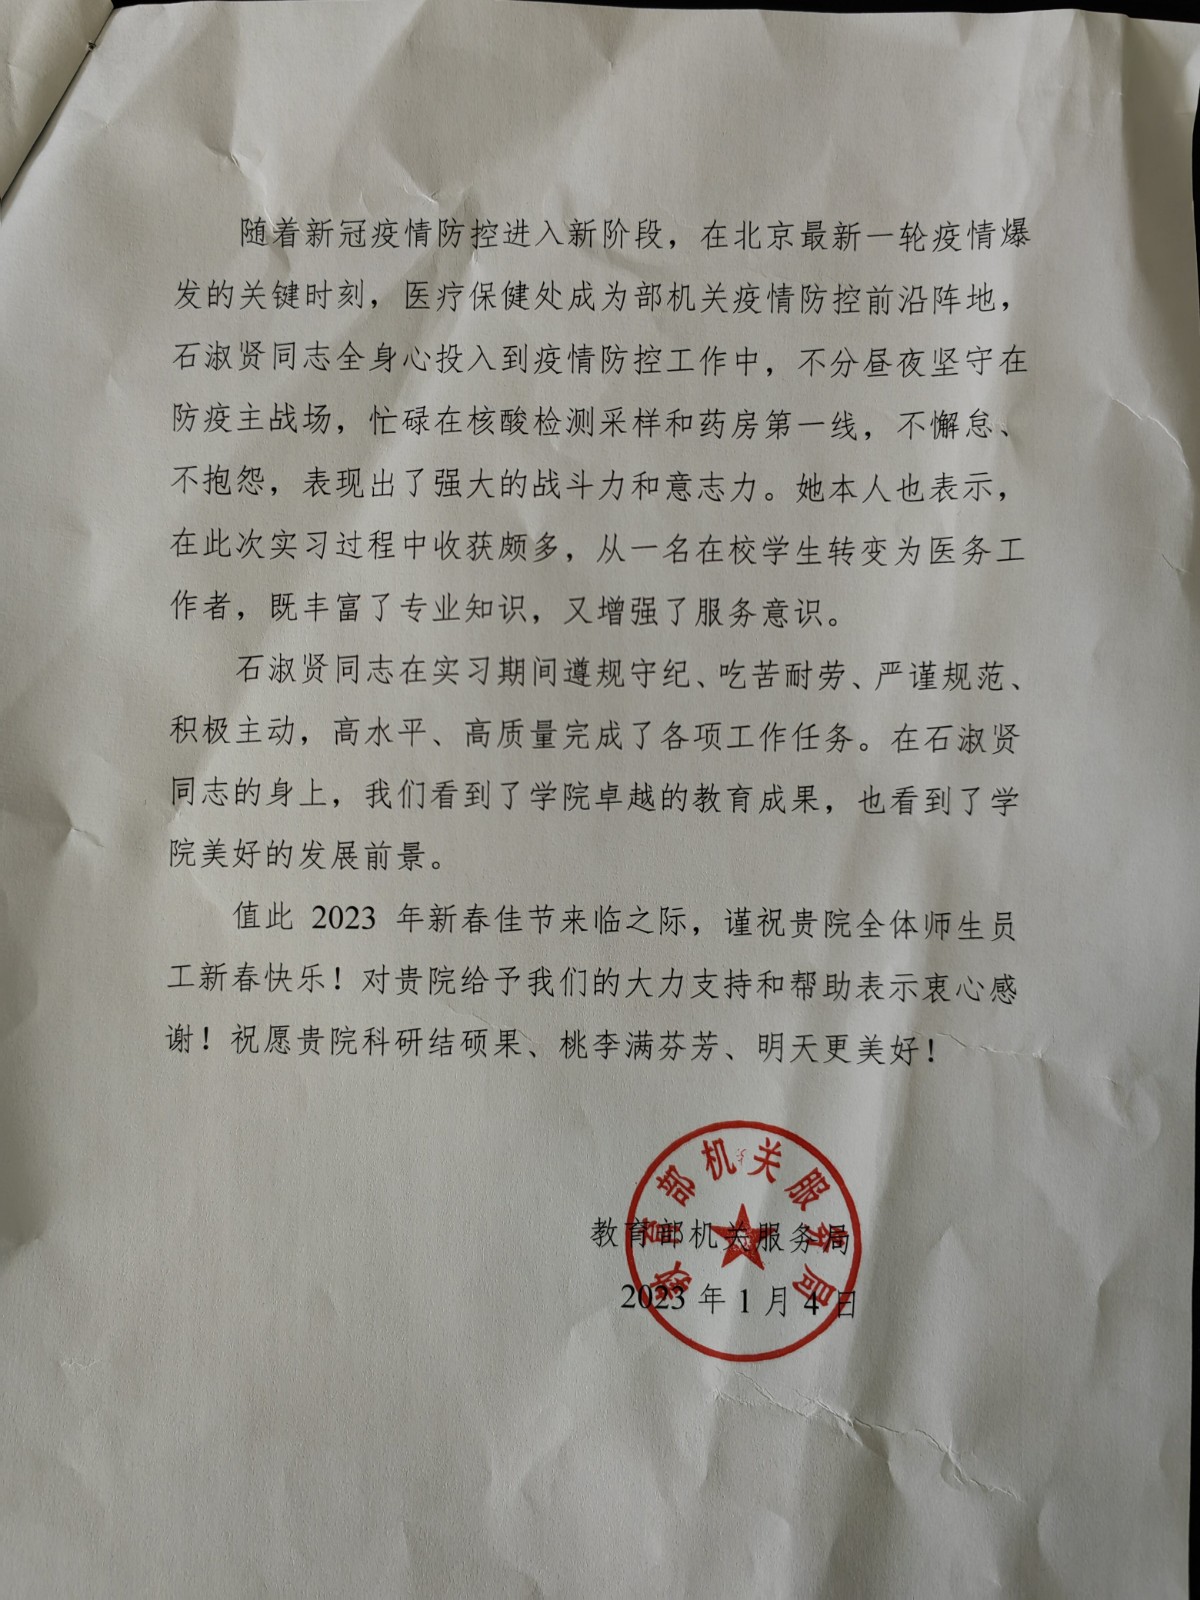 随着新冠疫情防控进入新阶段，在北京最新一轮疫情爆
发的关键时刻，医疗保健处成为部机关疫情防控前沿阵地，
石淑贤同志全身心投入到疫情防控工作中，不分昼夜坚守在
防疫主战场，忙碌在核酸检测采样和药房第一线，不懈怠、
不抱怨，表现出了强大的战斗力和意志力。她本人也表示，
在此次实习过程中收获颇多，从一名在校学生转变为医务工
作者，既丰富了专业知识，又增强了服务意识。
石淑贤同志在实习期间遵规守纪、吃苦耐劳、严谨规范、
积极主动，高水平、高质量完成了各项工作任务。在石淑贤
同志的身上，我们看到了学院卓越的教育成果，也看到了学
院美好的发展前景。
值此 2023 年新春佳节来临之际，谨祝贵院全体师生员
工新春快乐！对贵院给予我们的大力支持和帮助表示衷心感
谢！祝愿贵院科研结硕果、桃李满芬芳、明天更美好！
教育部机关服务局
教育部机关服务局
2023 年 1 月 4 日